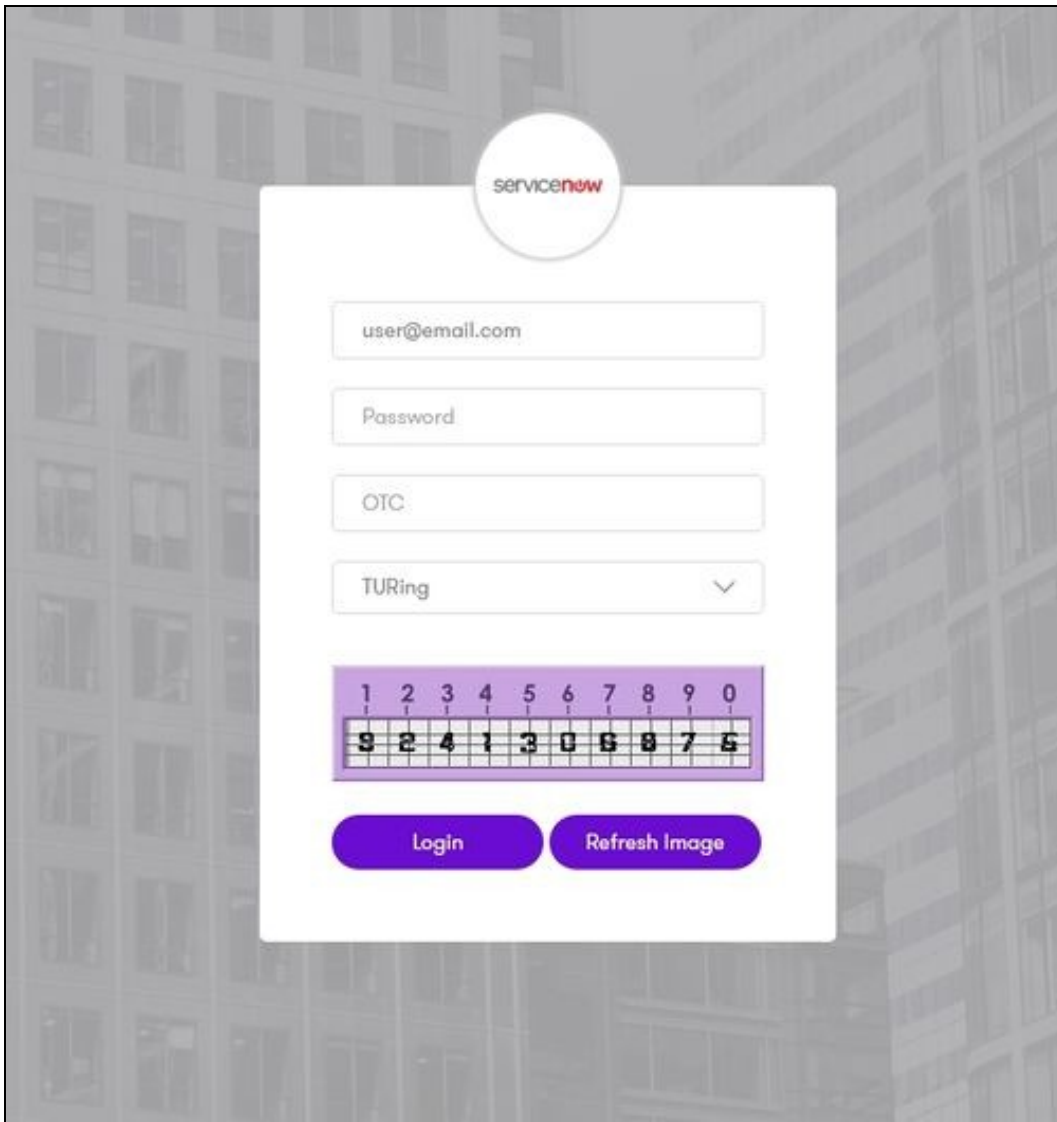 servicenow
user@email.com
Password
OTC
TURing
1 2 3 4 5 6 7 8 9 0
9 2 4 1 3 0 6 8 7 5
Login
Refresh Image